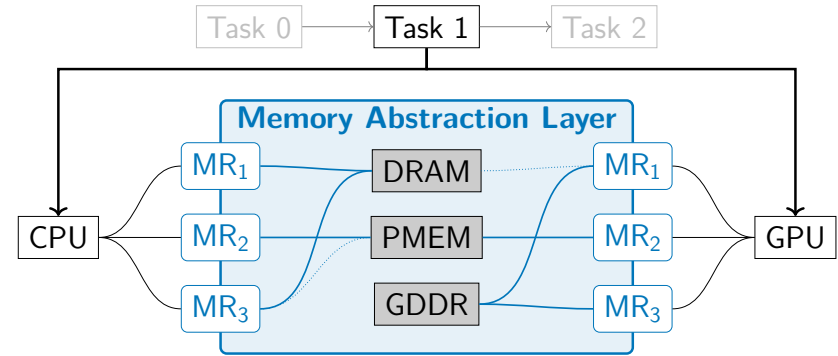 Task 0
Task 1
Task 2
Memory Abstraction Layer
MR₁
DRAM
MR₁
CPU
MR₂
PMEM
MR₂
GPU
MR₃
GDDR
MR₃